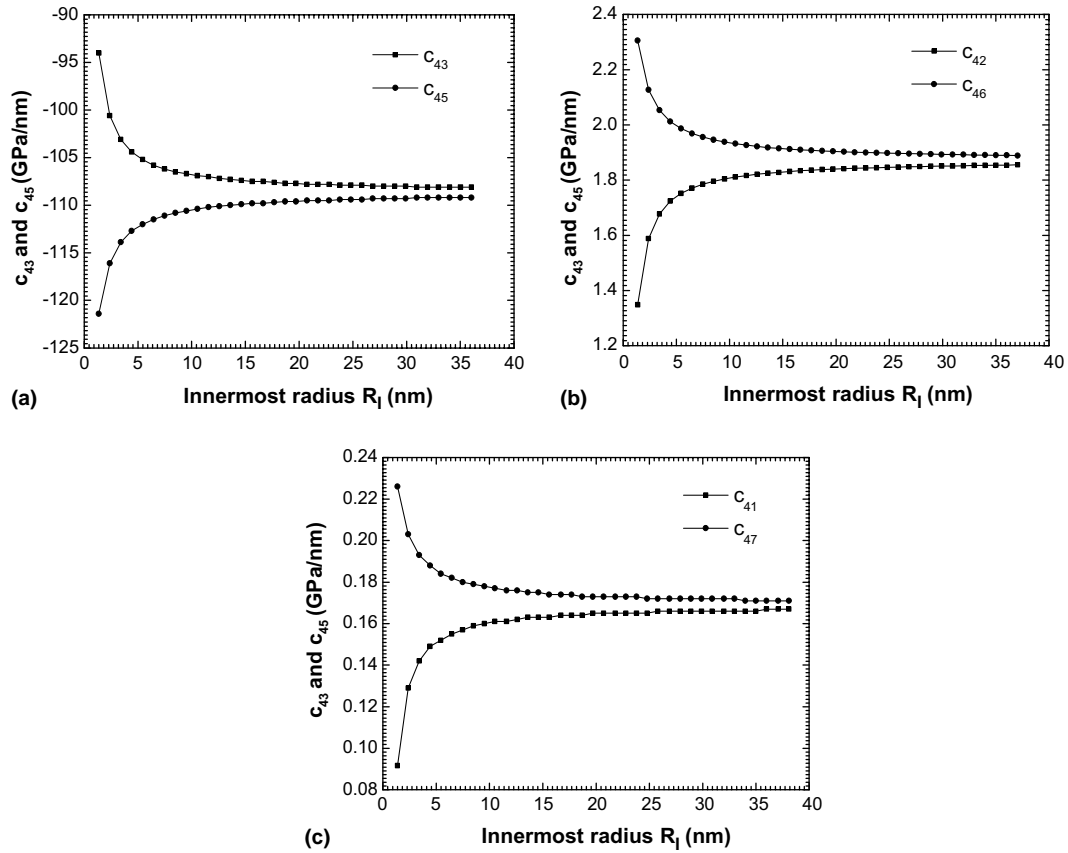 -90
-95
-100
-105
-110
-115
-120
-125
c43 and c45 (GPa/nm)
C43
C45
0 5 10 15 20 25 30 35 40
Innermost radius RI (nm)
(a)
2.4
2.2
2.0
1.8
1.6
1.4
1.2
c43 and c45 (GPa/nm)
C42
C46
0 5 10 15 20 25 30 35 40
Innermost radius RI (nm)
(b)
0.24
0.22
0.20
0.18
0.16
0.14
0.12
0.10
0.08
c43 and c45 (GPa/nm)
C41
C47
0 5 10 15 20 25 30 35 40
Innermost radius RI (nm)
(c)